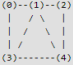 (0)--(1)--(2)
| / \ |
| / \ |
| / \ |
(3)-------(4)